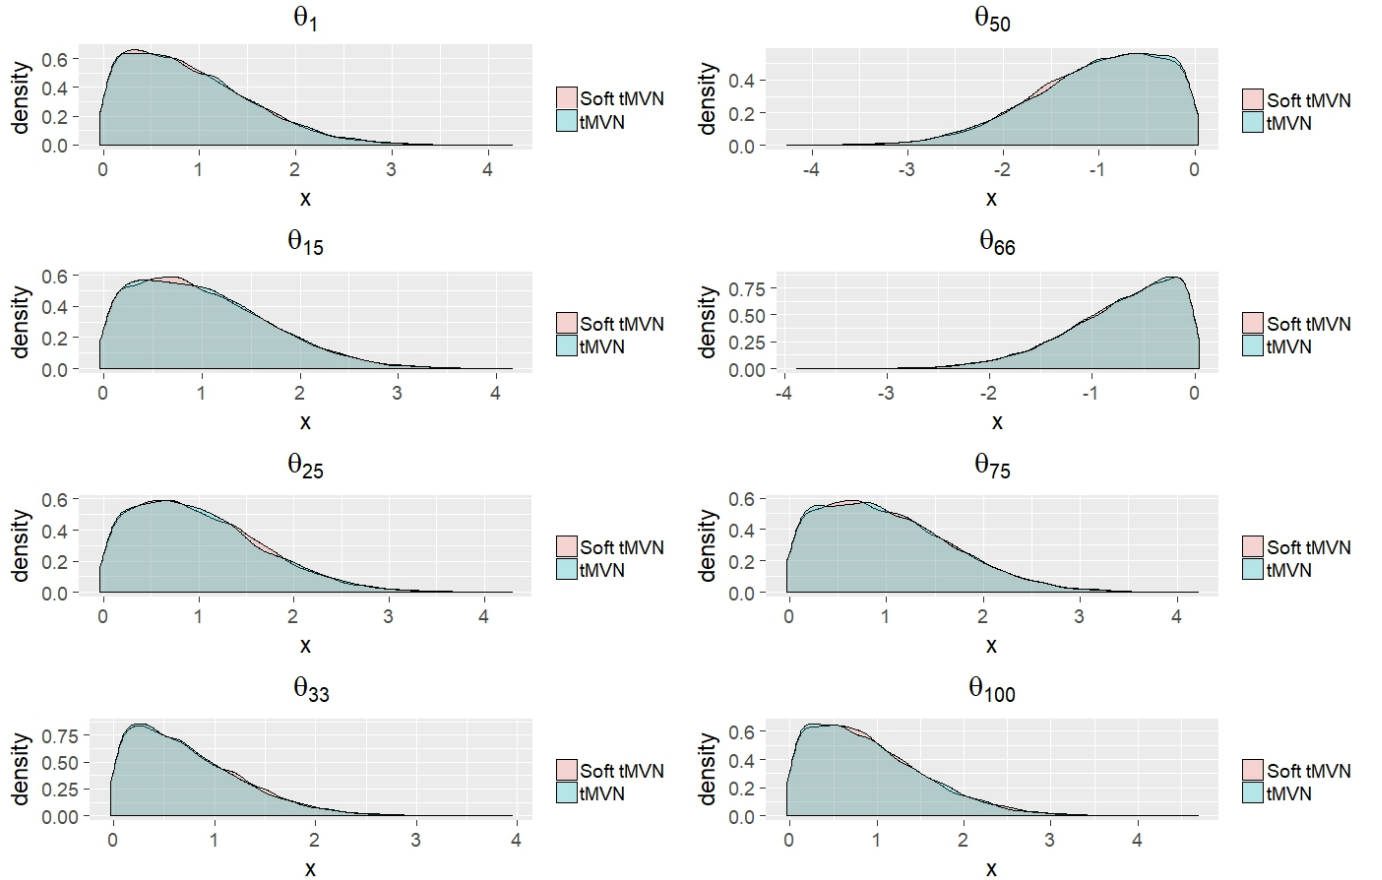 θ1
density
0.6
0.4
0.2
0.0
0 1 2 3 4
x
Soft tMVN
tMVN
θ50
density
0.4
0.2
0.0
-4 -3 -2 -1 0
x
Soft tMVN
tMVN
θ15
density
0.6
0.4
0.2
0.0
0 1 2 3 4
x
Soft tMVN
tMVN
θ66
density
0.75
0.50
0.25
0.00
-4 -3 -2 -1 0
x
Soft tMVN
tMVN
θ25
density
0.6
0.4
0.2
0.0
0 1 2 3 4
x
Soft tMVN
tMVN
θ75
density
0.6
0.4
0.2
0.0
0 1 2 3 4
x
Soft tMVN
tMVN
θ33
density
0.75
0.50
0.25
0.00
0 1 2 3 4
x
Soft tMVN
tMVN
θ100
density
0.6
0.4
0.2
0.0
0 1 2 3 4
x
Soft tMVN
tMVN